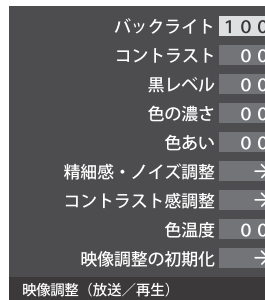 バックライト 100
コントラスト 00
黒レベル 00
色の濃さ 00
色あい 00
精細感・ノイズ調整 →
コントラスト感調整 →
色温度 00
映像調整の初期化 →
映像調整（放送／再生）